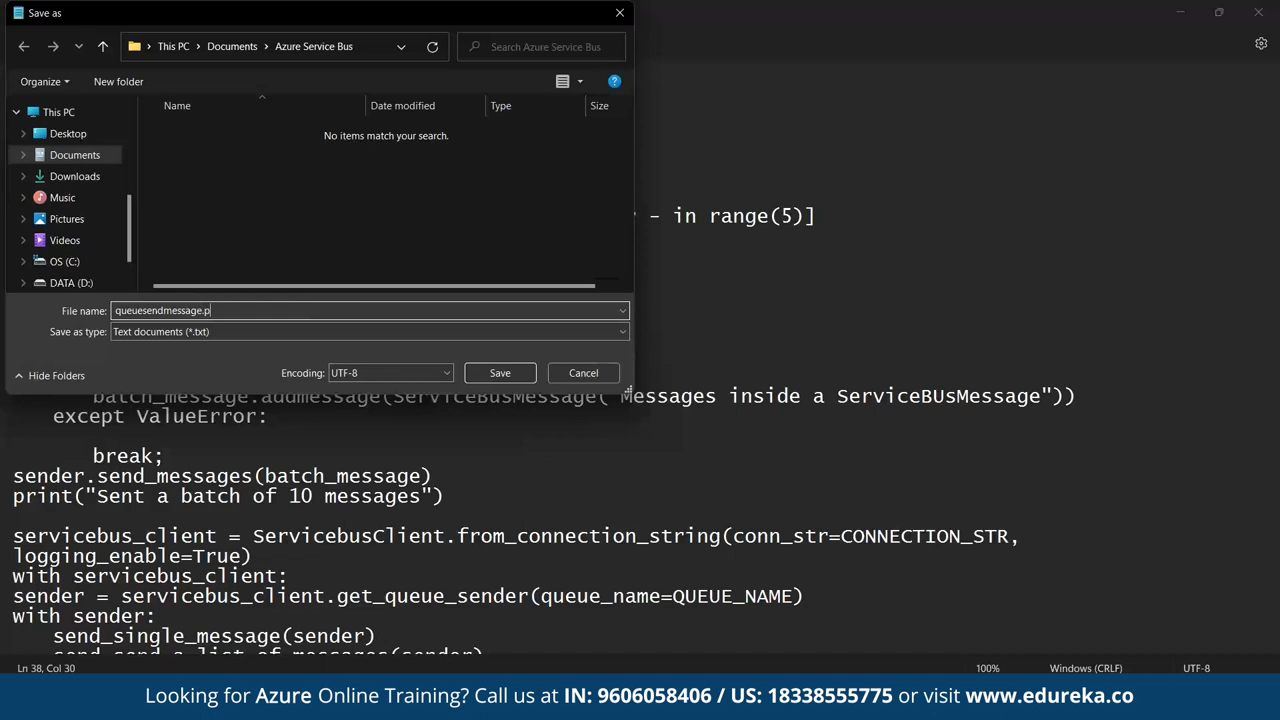 Save as
This PC > Documents > Azure Service Bus
Search Azure Service Bus
Organize
New folder
Name
Date modified
Type
Size
No items match your search.
This PC
Desktop
Documents
Downloads
Music
Pictures
Videos
OS (C:)
DATA (D:)
File name: queuesendmessage.p
Save as type: Text documents (*.txt)
Hide Folders
Encoding: UTF-8
Save
Cancel
- in range(5)]
batch_message.addmessage(ServiceBUsMessage("Messages inside a ServiceBUsMessage"))
except ValueError:
break;
sender.send_messages(batch_message)
print("Sent a batch of 10 messages")
servicebus_client = ServicebusClient.from_connection_string(conn_str=CONNECTION_STR,
logging_enable=True)
with servicebus_client:
sender = servicebus_client.get_queue_sender(queue_name=QUEUE_NAME)
with sender:
send_single_message(sender)
send_send_a_list_of_messages(sender)
Ln 38, Col 30
100%
Windows (CRLF)
UTF-8
Looking for Azure Online Training? Call us at IN: 9606058406 / US: 18338555775 or visit www.edureka.co